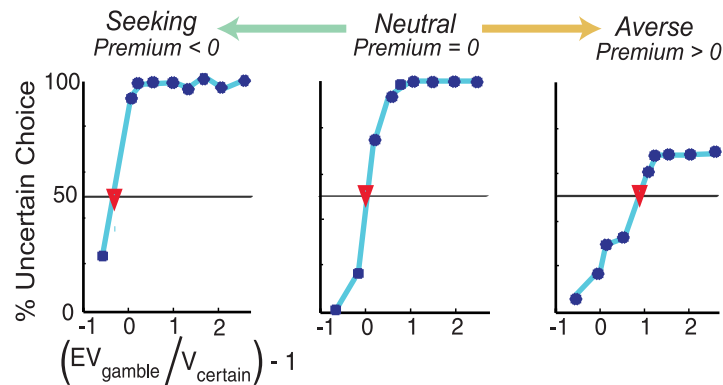 Seeking Neutral Averse
Premium < 0 Premium = 0 Premium > 0
% Uncertain Choice
100
50
0
-1 0 1 2
-1 0 1 2
-1 0 1 2
(EVgamble/Vcertain) - 1